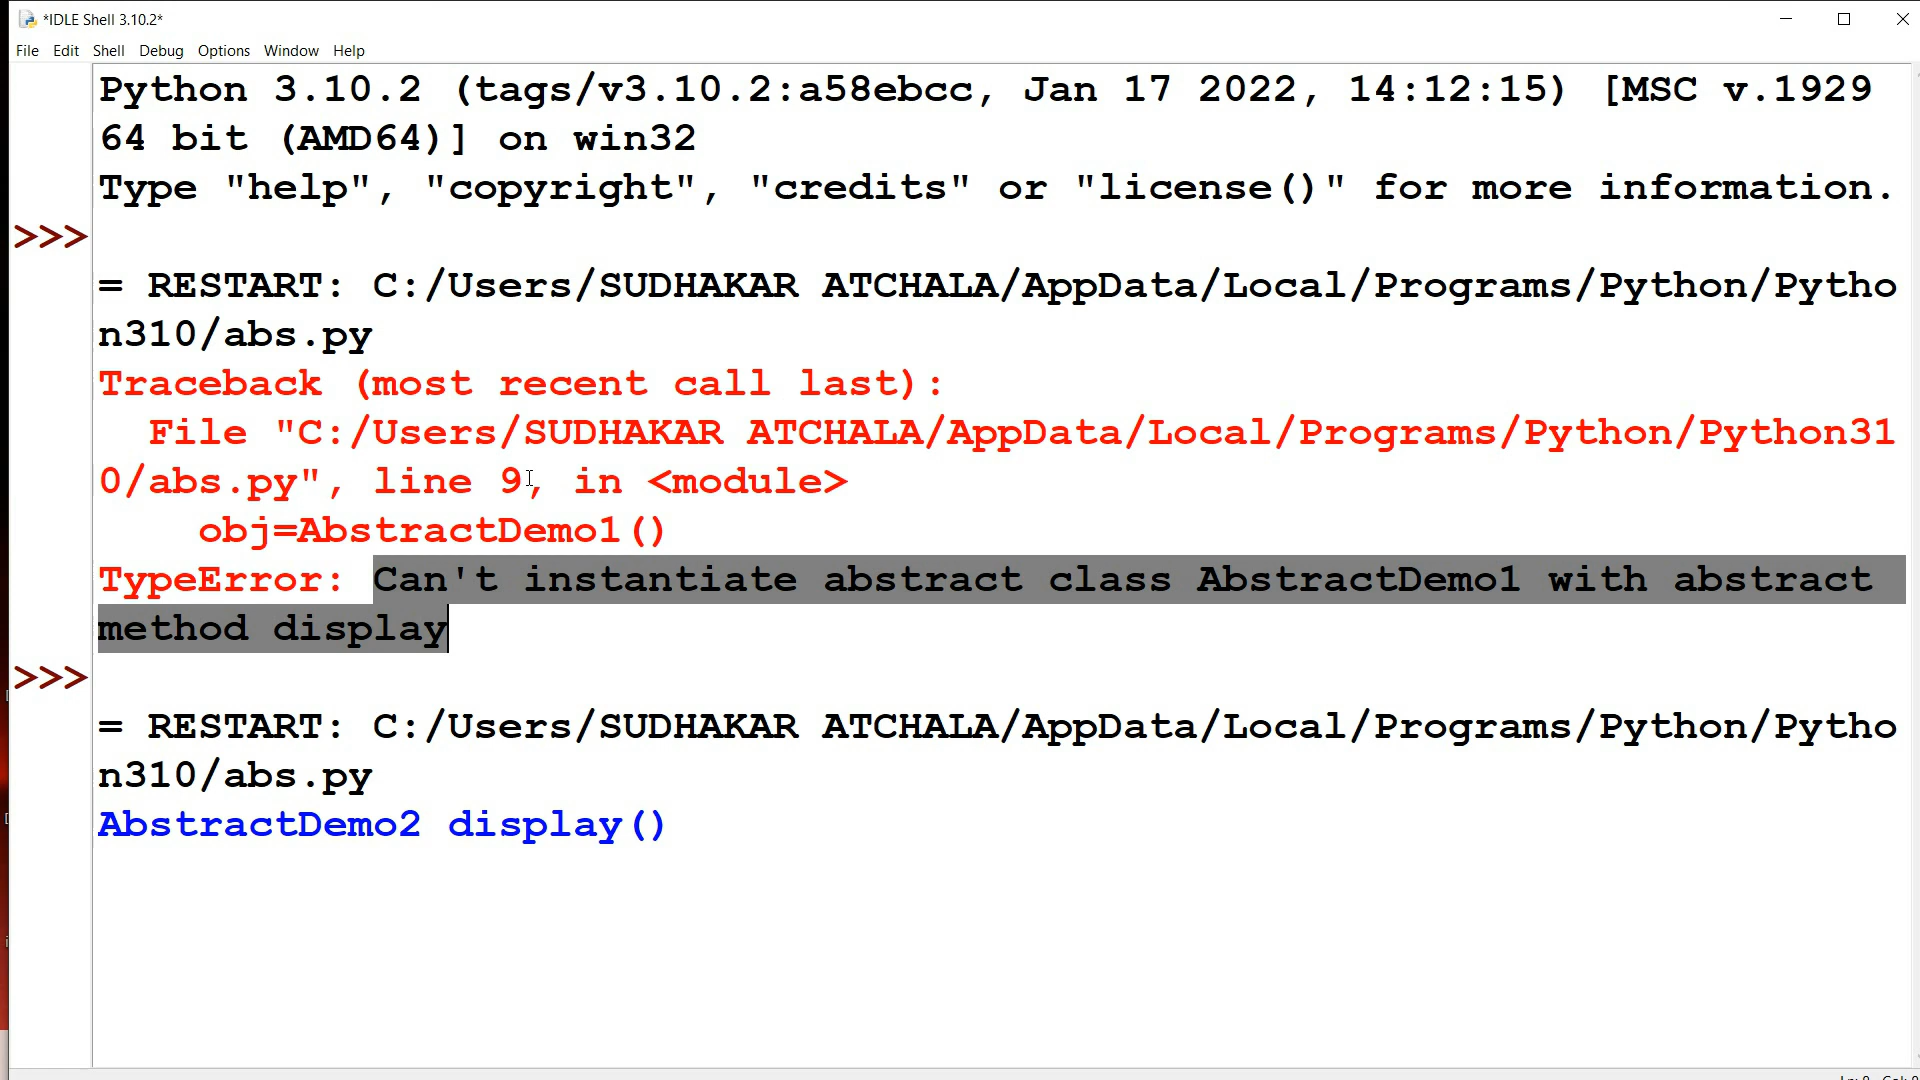 *IDLE Shell 3.10.2*
File Edit Shell Debug Options Window Help
Python 3.10.2 (tags/v3.10.2:a58ebcc, Jan 17 2022, 14:12:15) [MSC v.1929
64 bit (AMD64)] on win32
Type "help", "copyright", "credits" or "license()" for more information.
>>>
= RESTART: C:/Users/SUDHAKAR ATCHALA/AppData/Local/Programs/Python/Pytho
n310/abs.py
Traceback (most recent call last):
File "C:/Users/SUDHAKAR ATCHALA/AppData/Local/Programs/Python/Python31
0/abs.py", line 9, in <module>
obj=AbstractDemo1()
TypeError: Can't instantiate abstract class AbstractDemo1 with abstract
method display
>>>
= RESTART: C:/Users/SUDHAKAR ATCHALA/AppData/Local/Programs/Python/Pytho
n310/abs.py
AbstractDemo2 display()